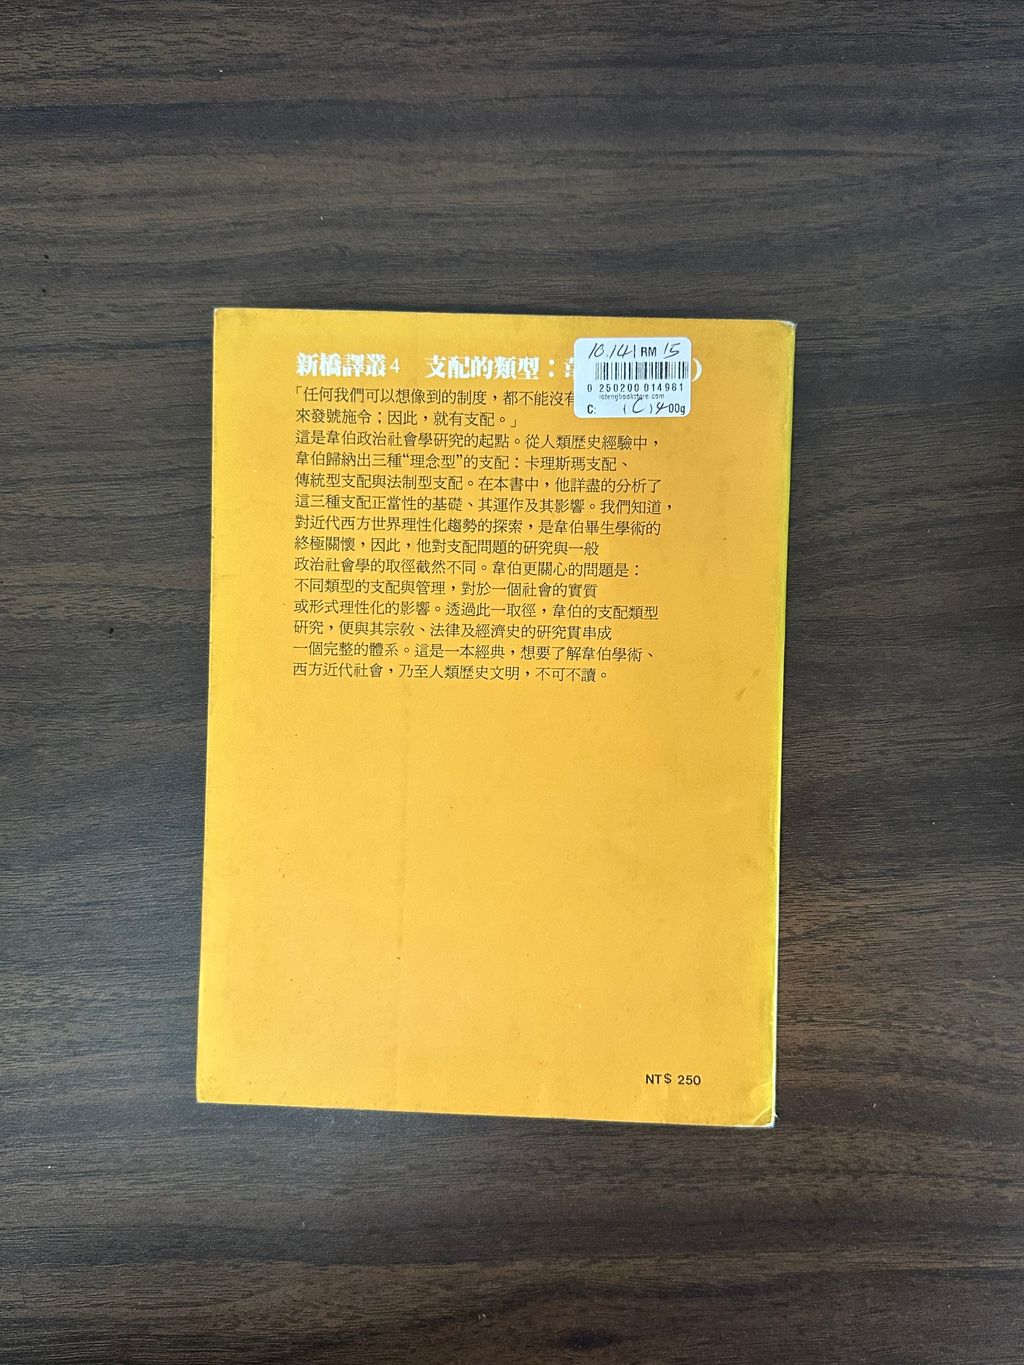 新橋譯叢4 支配的類型：韋 )
10.141 RM 15
0 250200 014981
C: (C) 400g
「任何我們可以想像到的制度，都不能沒有
來發號施令；因此，就有支配。」
這是韋伯政治社會學研究的起點。從人類歷史經驗中，
韋伯歸納出三種“理念型”的支配：卡理斯瑪支配、
傳統型支配與法制型支配。在本書中，他詳盡的分析了
這三種支配正當性的基礎、其運作及其影響。我們知道，
對近代西方世界理性化趨勢的探索，是韋伯畢生學術的
終極關懷，因此，他對支配問題的研究與一般
政治社會學的取徑截然不同。韋伯更關心的問題是：
不同類型的支配與管理，對於一個社會的實質
或形式理性化的影響。透過此一取徑，韋伯的支配類型
研究，便與其宗教、法律及經濟史的研究貫串成
一個完整的體系。這是一本經典，想要了解韋伯學術、
西方近代社會，乃至人類歷史文明，不可不讀。
NT$ 250